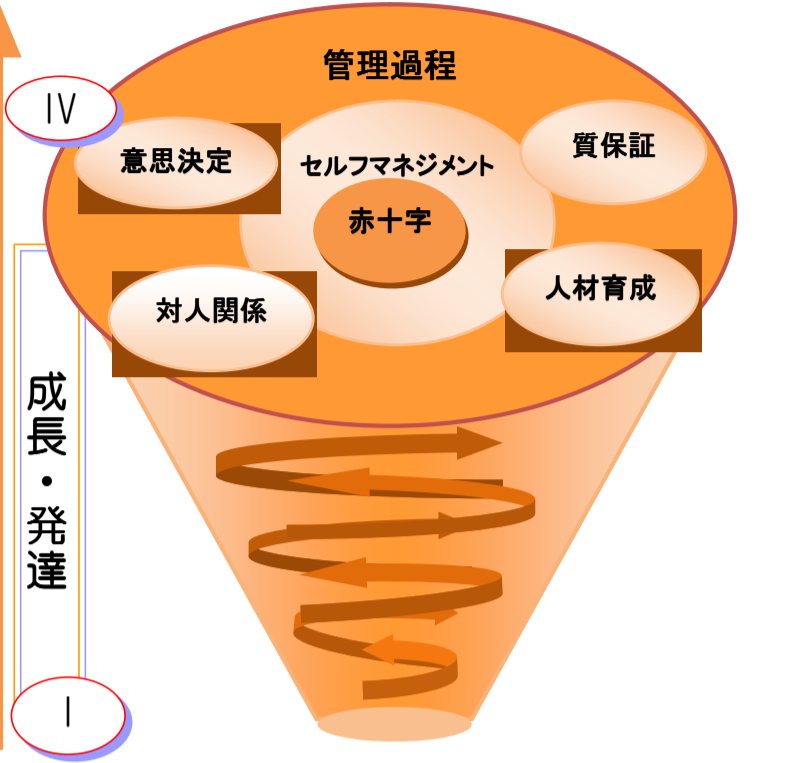 管理過程
IV
意思決定
セルフマネジメント
質保証
赤十字
対人関係
人材育成
成長・発達
I